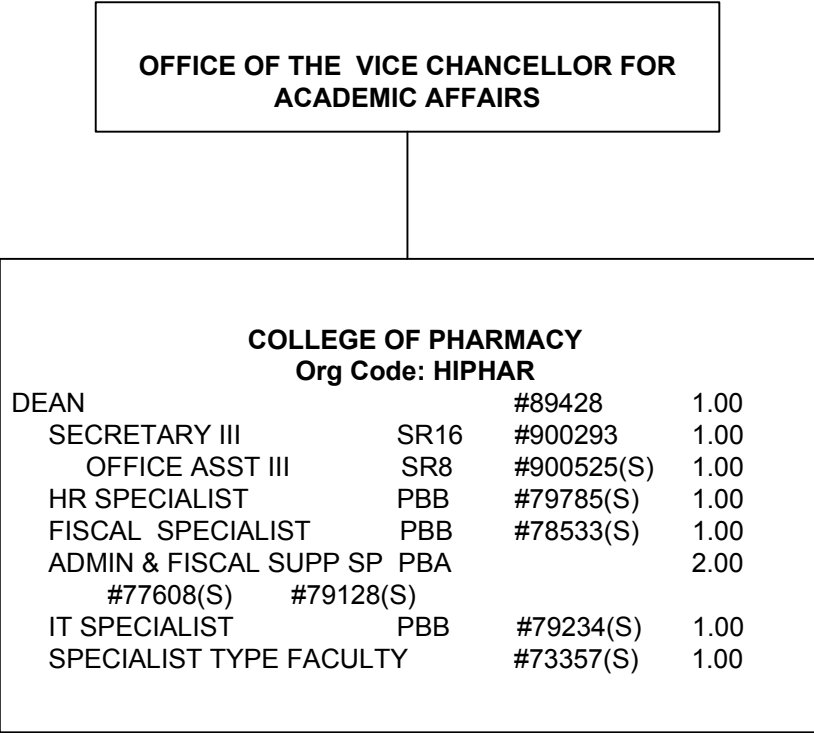 OFFICE OF THE VICE CHANCELLOR FOR
ACADEMIC AFFAIRS
COLLEGE OF PHARMACY
Org Code: HIPHAR
DEAN #89428 1.00
SECRETARY III SR16 #900293 1.00
OFFICE ASST III SR8 #900525(S) 1.00
HR SPECIALIST PBB #79785(S) 1.00
FISCAL SPECIALIST PBB #78533(S) 1.00
ADMIN & FISCAL SUPP SP PBA 2.00
#77608(S) #79128(S)
IT SPECIALIST PBB #79234(S) 1.00
SPECIALIST TYPE FACULTY #73357(S) 1.00